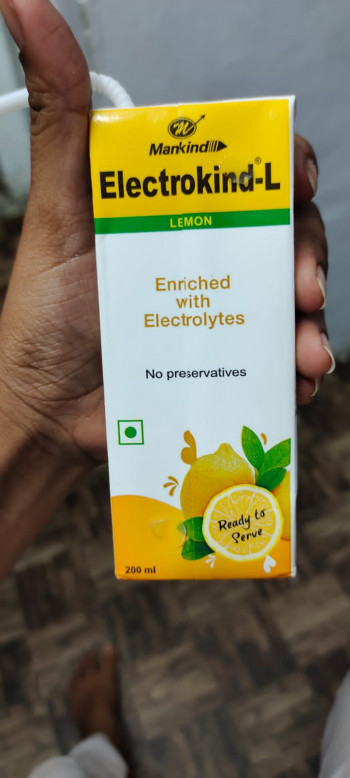 Mankind
Electrokind®-L
LEMON
Enriched
with
Electrolytes
No preservatives
Ready to
Serve
200 ml